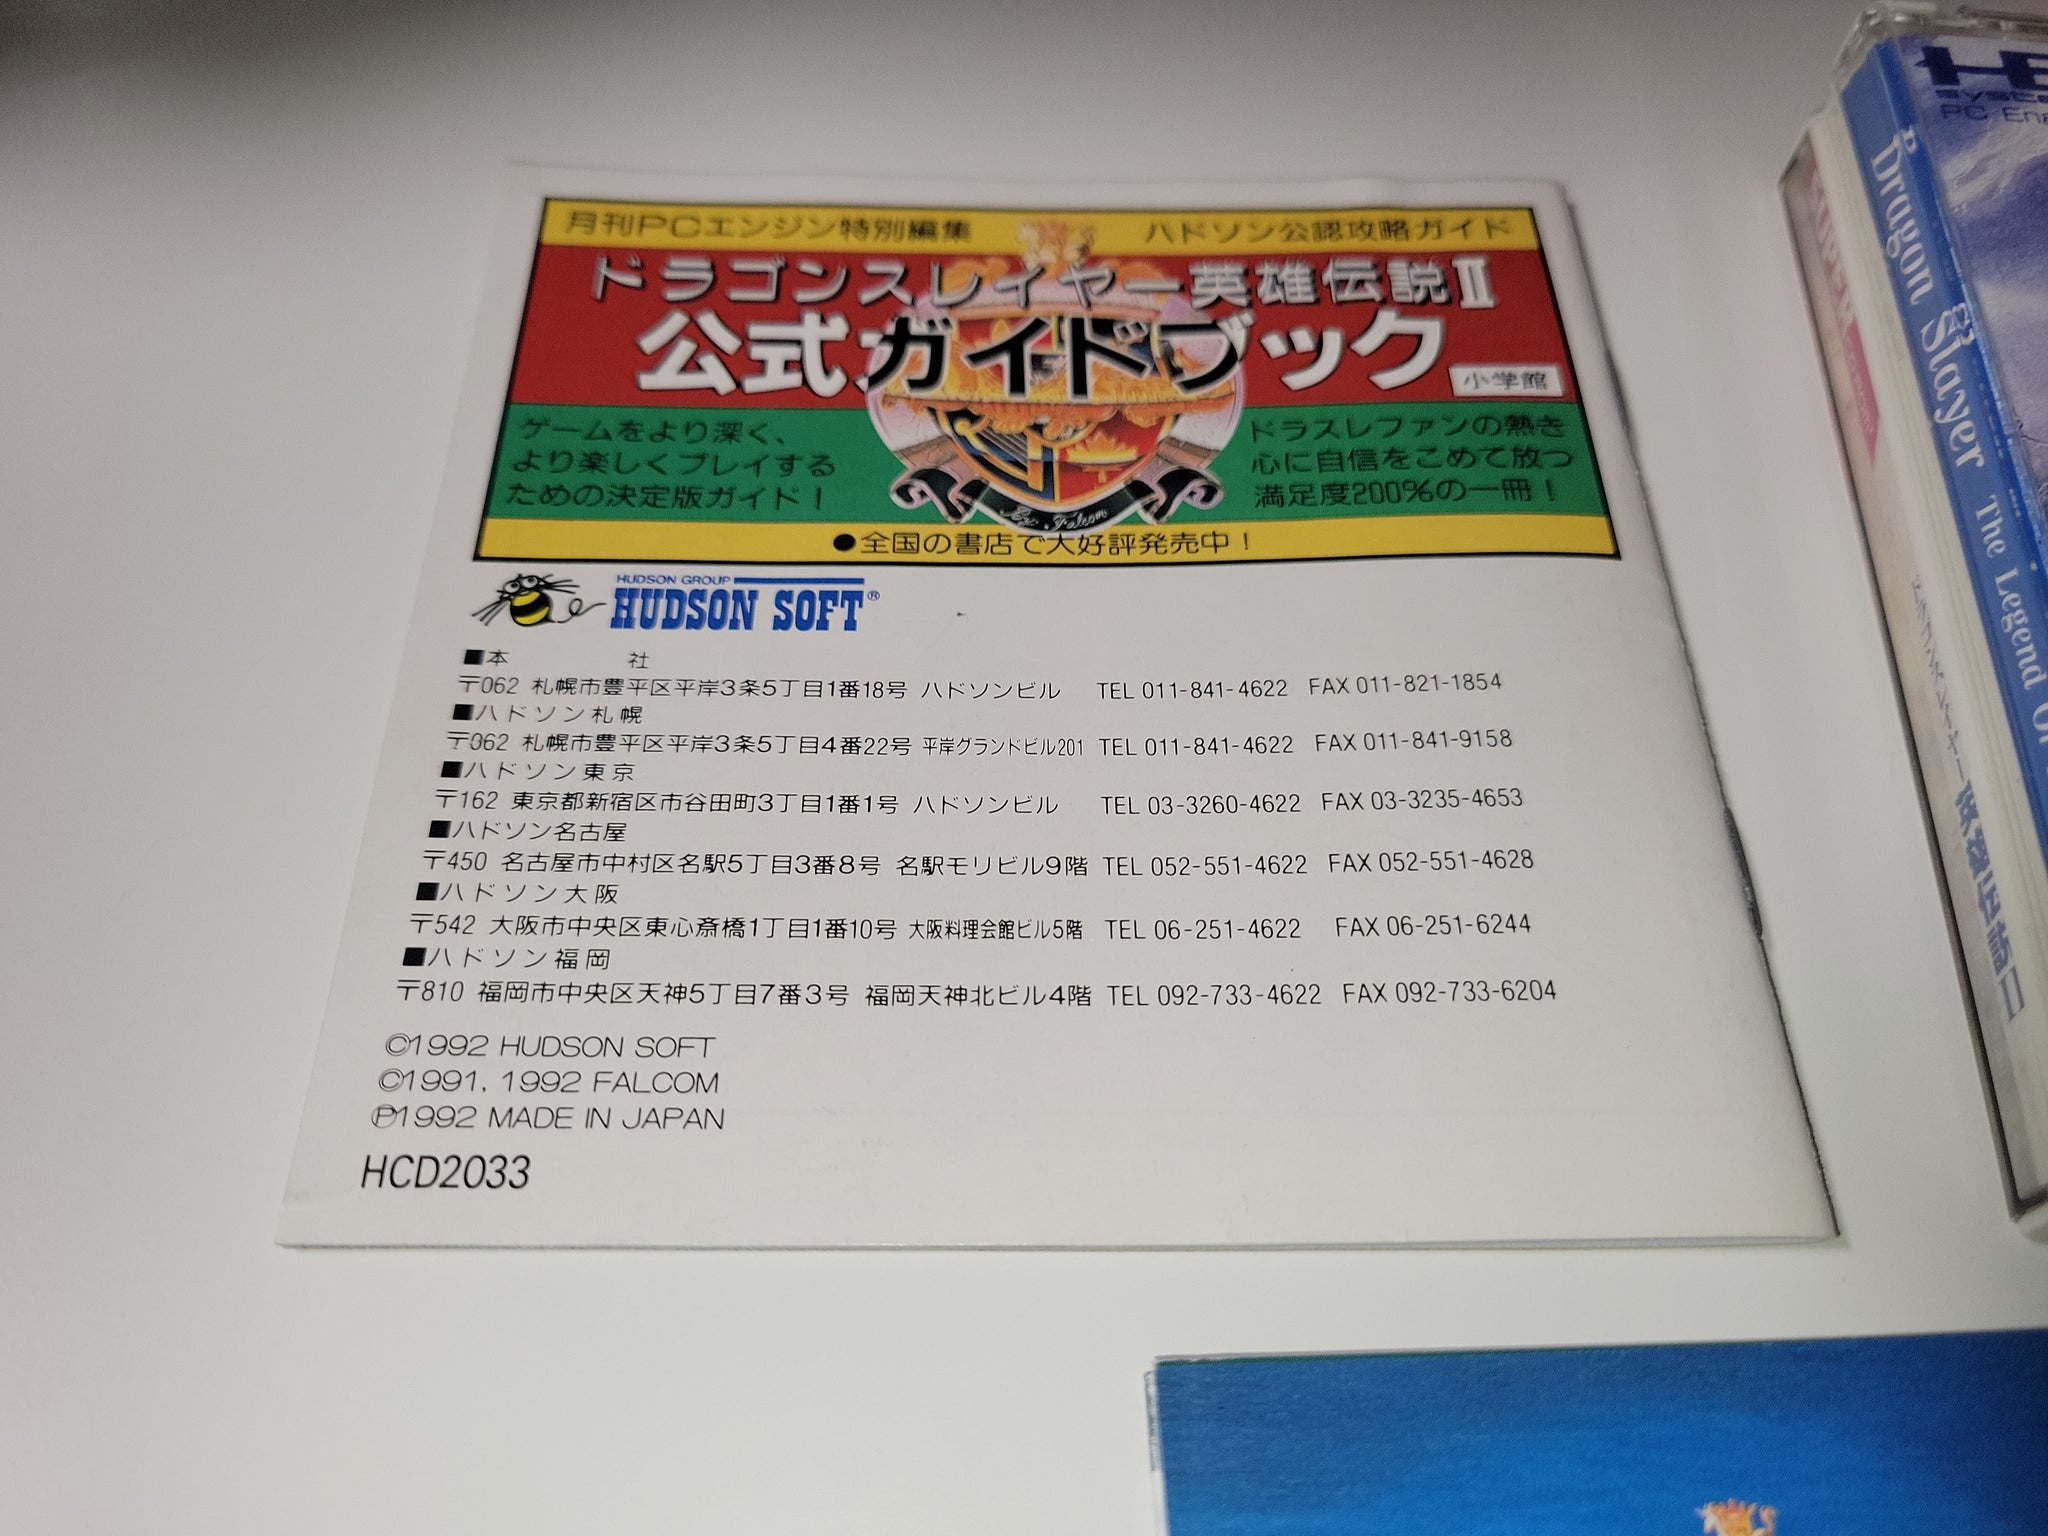 月刊PCエンジン特別編集 ハドソン公認攻略ガイド
ドラゴンスレイヤー英雄伝説II
公式ガイドブック
小学館
ゲームをより深く、
より楽しくプレイする
ための決定版ガイド!
ドラスレファンの熱き
心に自信をこめて放つ
満足度200%の一冊!
by Falcom
●全国の書店で大好評発売中!
HUDSON GROUP
HUDSON SOFT®
■本 社
〒062 札幌市豊平区平岸3条5丁目1番18号 ハドソンビル TEL 011-841-4622 FAX 011-821-1854
■ハドソン札幌
〒062 札幌市豊平区平岸3条5丁目4番22号 平岸グランドビル201 TEL 011-841-4622 FAX 011-841-9158
■ハドソン東京
〒162 東京都新宿区市谷田町3丁目1番1号 ハドソンビル TEL 03-3260-4622 FAX 03-3235-4653
■ハドソン名古屋
〒450 名古屋市中村区名駅5丁目3番8号 名駅モリビル9階 TEL 052-551-4622 FAX 052-551-4628
■ハドソン大阪
〒542 大阪市中央区東心斎橋1丁目1番10号 大阪料理会館ビル5階 TEL 06-251-4622 FAX 06-251-6244
■ハドソン福岡
〒810 福岡市中央区天神5丁目7番3号 福岡天神北ビル4階 TEL 092-733-4622 FAX 092-733-6204
©1992 HUDSON SOFT
©1991, 1992 FALCOM
℗1992 MADE IN JAPAN
HCD2033
PC
Dragon Slayer The Legend
ドラゴンスレイヤー英雄伝説II